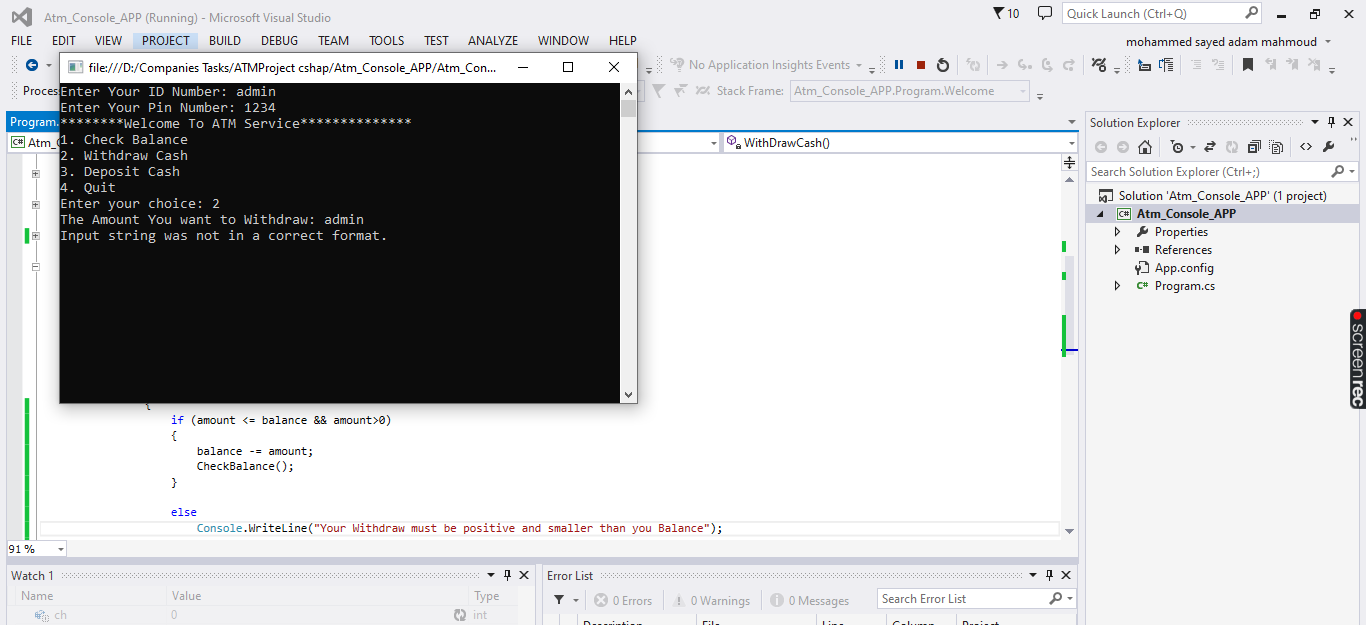 Atm_Console_APP (Running) - Microsoft Visual Studio
10
Quick Launch (Ctrl+Q)
FILE EDIT VIEW PROJECT BUILD DEBUG TEAM TOOLS TEST ANALYZE WINDOW HELP
mohammed sayed adam mahmoud
No Application Insights Events
Stack Frame: Atm_Console_APP.Program.Welcome
file:///D:/Companies Tasks/ATMProject cshap/Atm_Console_APP/Atm_Con...
Enter Your ID Number: admin
Enter Your Pin Number: 1234
********Welcome To ATM Service**************
1. Check Balance
2. Withdraw Cash
3. Deposit Cash
4. Quit
Enter your choice: 2
The Amount You want to Withdraw: admin
Input string was not in a correct format.
Program.
WithDrawCash()
{
if (amount <= balance && amount>0)
{
balance -= amount;
CheckBalance();
}
else
Console.WriteLine("Your Withdraw must be positive and smaller than you Balance");
91 %
Solution Explorer
Search Solution Explorer (Ctrl+;)
Solution 'Atm_Console_APP' (1 project)
C# Atm_Console_APP
Properties
References
App.config
C# Program.cs
screenrec
Watch 1
Name Value Type
ch 0 int
Error List
0 Errors 0 Warnings 0 Messages
Search Error List
Description File Line Column Project